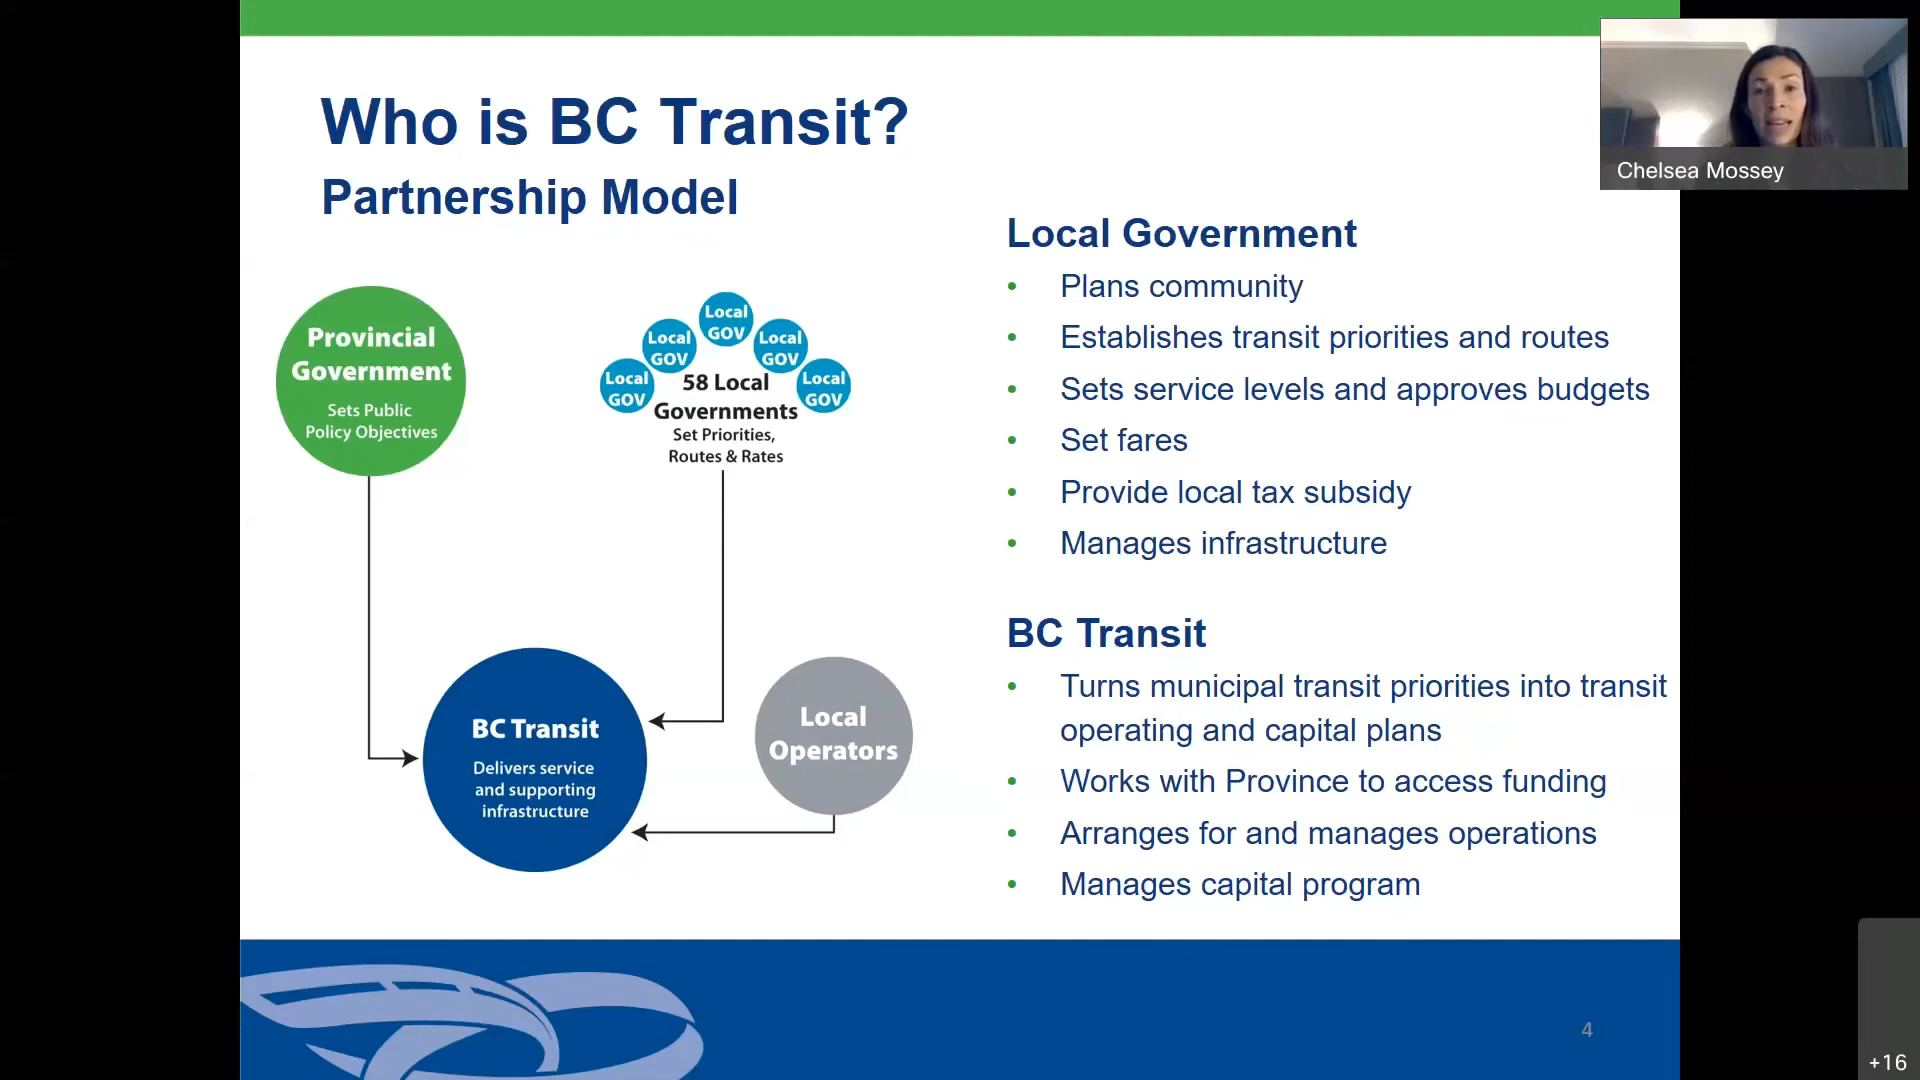 Who is BC Transit?
Partnership Model
Provincial
Government
Sets Public
Policy Objectives
Local
GOV
Local
GOV
Local
GOV
Local
GOV
Local
GOV
58 Local
Governments
Set Priorities,
Routes & Rates
BC Transit
Delivers service
and supporting
infrastructure
Local
Operators
Local Government
• Plans community
• Establishes transit priorities and routes
• Sets service levels and approves budgets
• Set fares
• Provide local tax subsidy
• Manages infrastructure
BC Transit
• Turns municipal transit priorities into transit
operating and capital plans
• Works with Province to access funding
• Arranges for and manages operations
• Manages capital program
4
Chelsea Mossey
+16